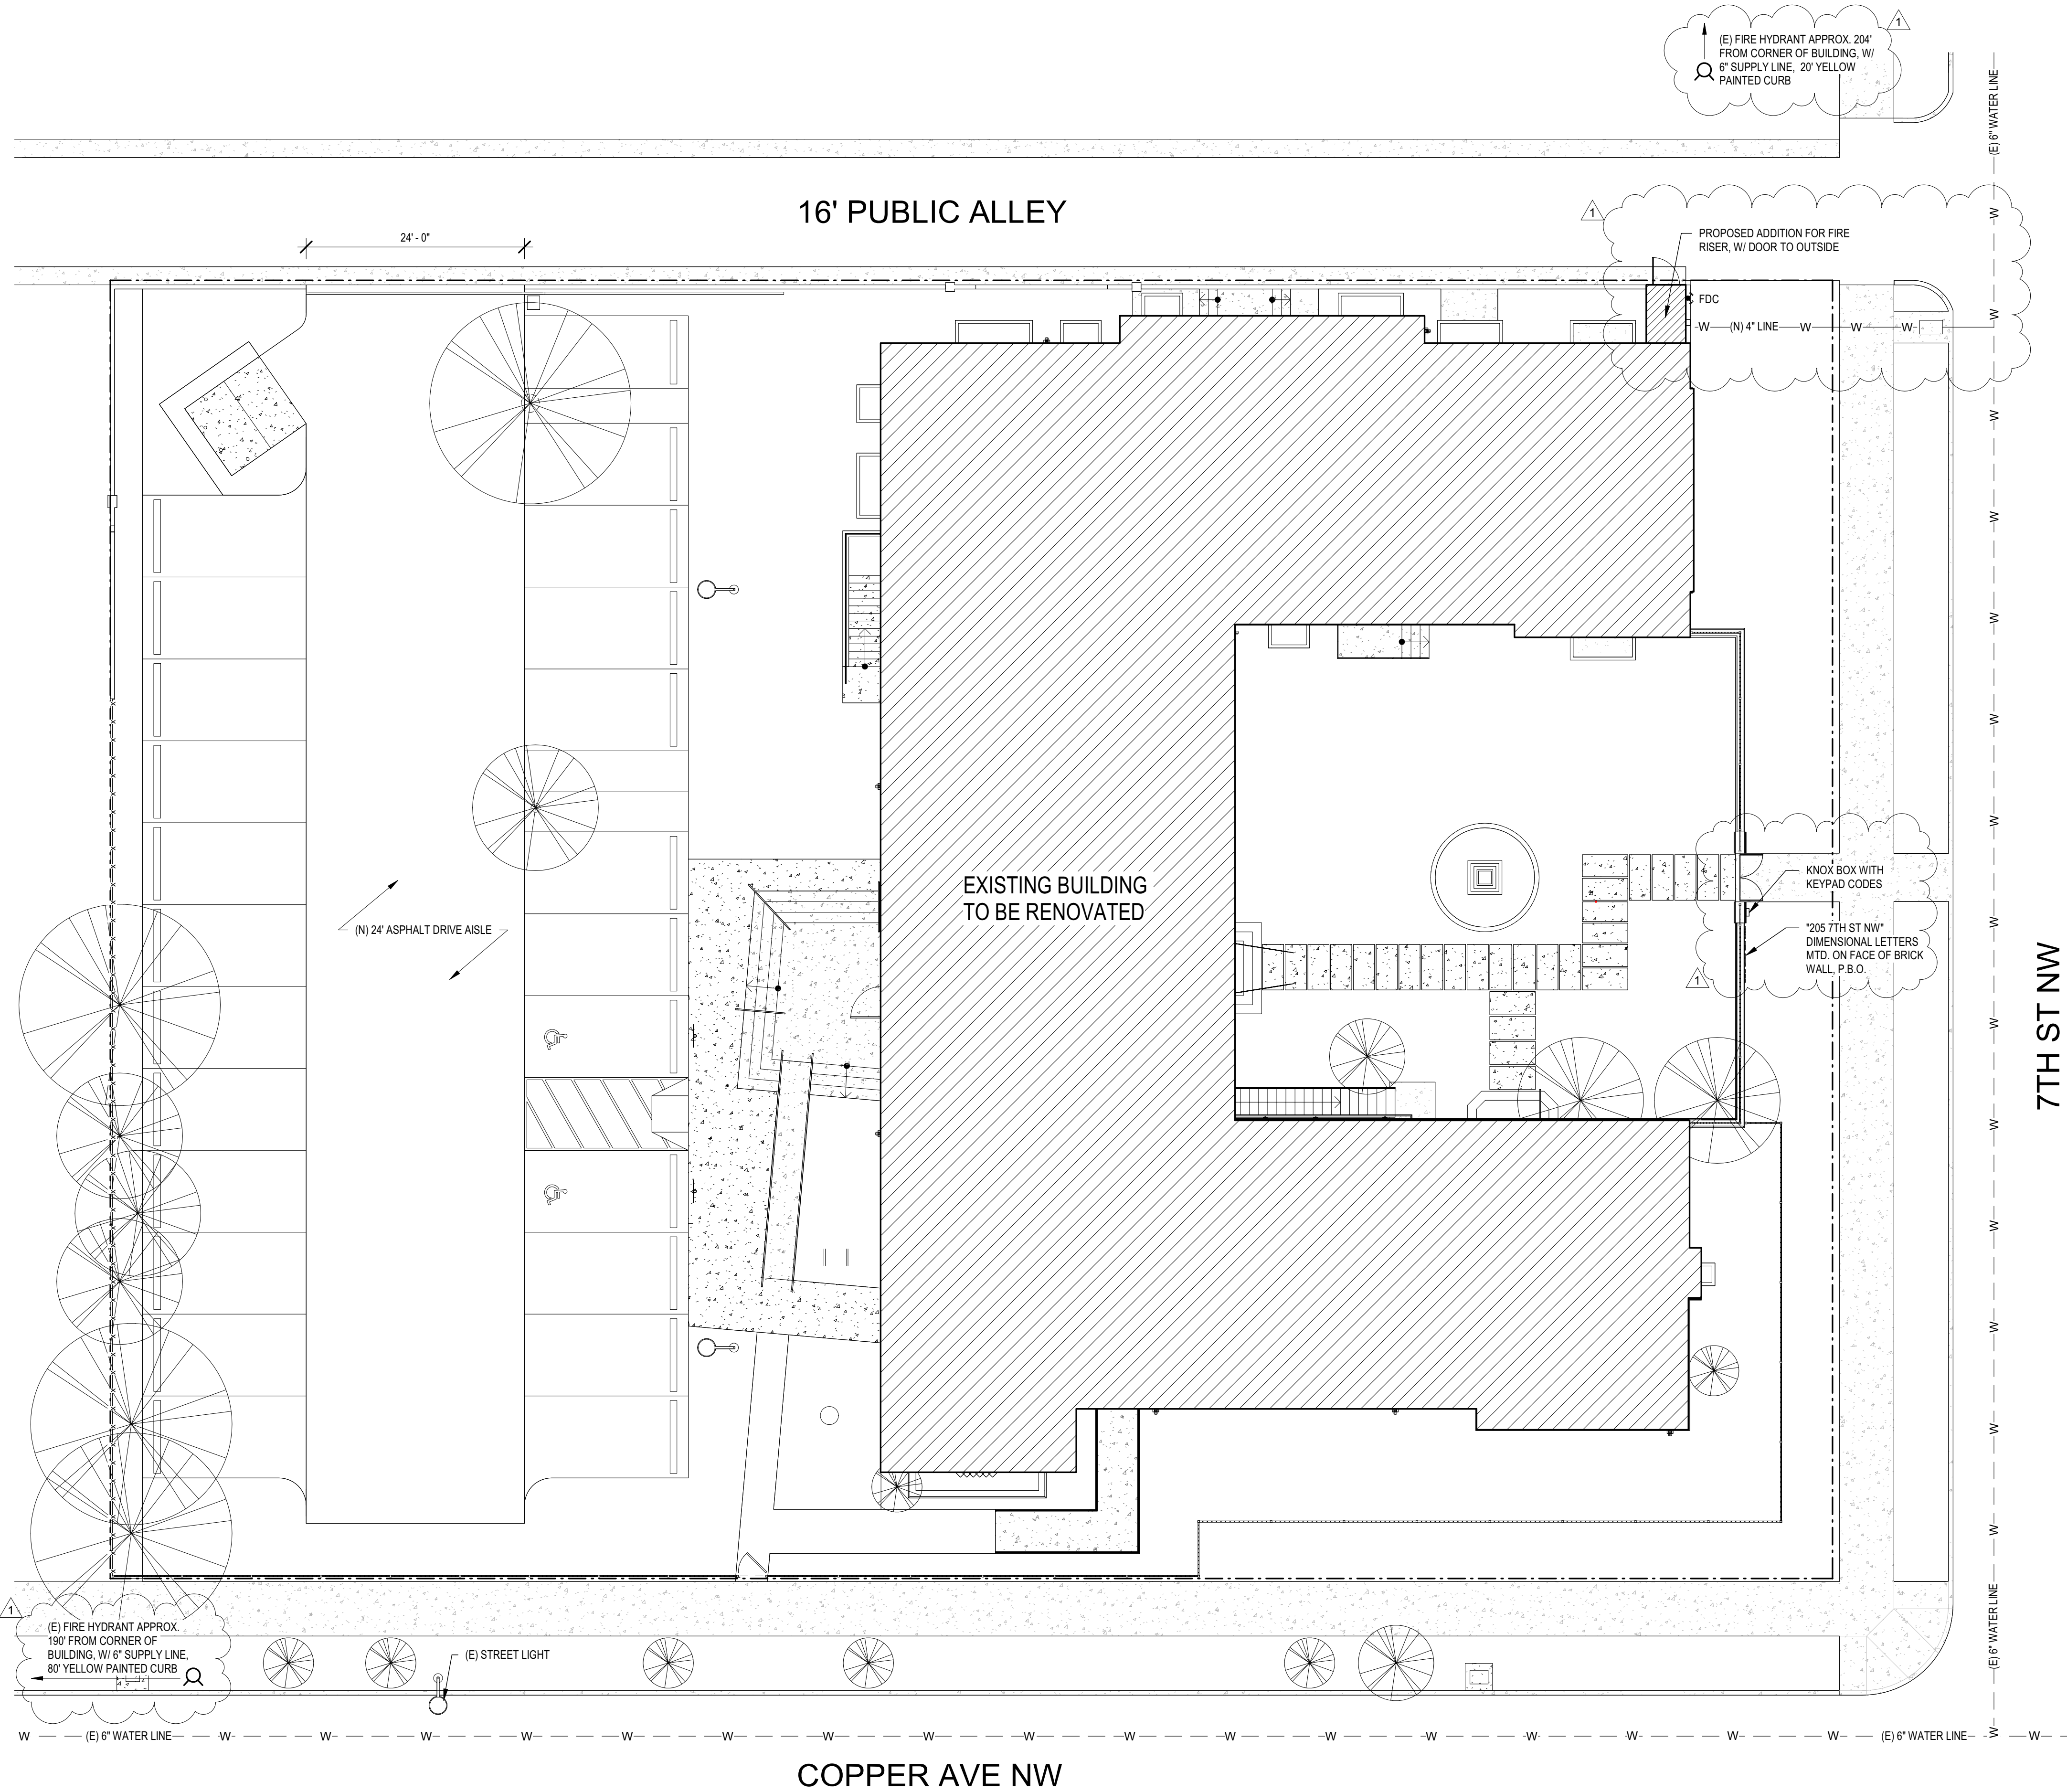 1
(E) FIRE HYDRANT APPROX. 204'
FROM CORNER OF BUILDING, W/
6" SUPPLY LINE, 20' YELLOW
PAINTED CURB
(E) 6" WATER LINE
16' PUBLIC ALLEY
1
24' - 0"
PROPOSED ADDITION FOR FIRE
RISER, W/ DOOR TO OUTSIDE
FDC
W (N) 4" LINE W W W
W
W
W
W
W
W
W
EXISTING BUILDING
TO BE RENOVATED
KNOX BOX WITH
KEYPAD CODES
(N) 24' ASPHALT DRIVE AISLE
"205 7TH ST NW"
DIMENSIONAL LETTERS
MTD. ON FACE OF BRICK
WALL, P.B.O.
1
7TH ST NW
W
W
W
W
W
W
W
W
(E) 6" WATER LINE
1
(E) FIRE HYDRANT APPROX.
190' FROM CORNER OF
BUILDING, W/ 6" SUPPLY LINE,
80' YELLOW PAINTED CURB
(E) STREET LIGHT
W (E) 6" WATER LINE W W W W W W W W W W W W W W W W W (E) 6" WATER LINE W W
COPPER AVE NW